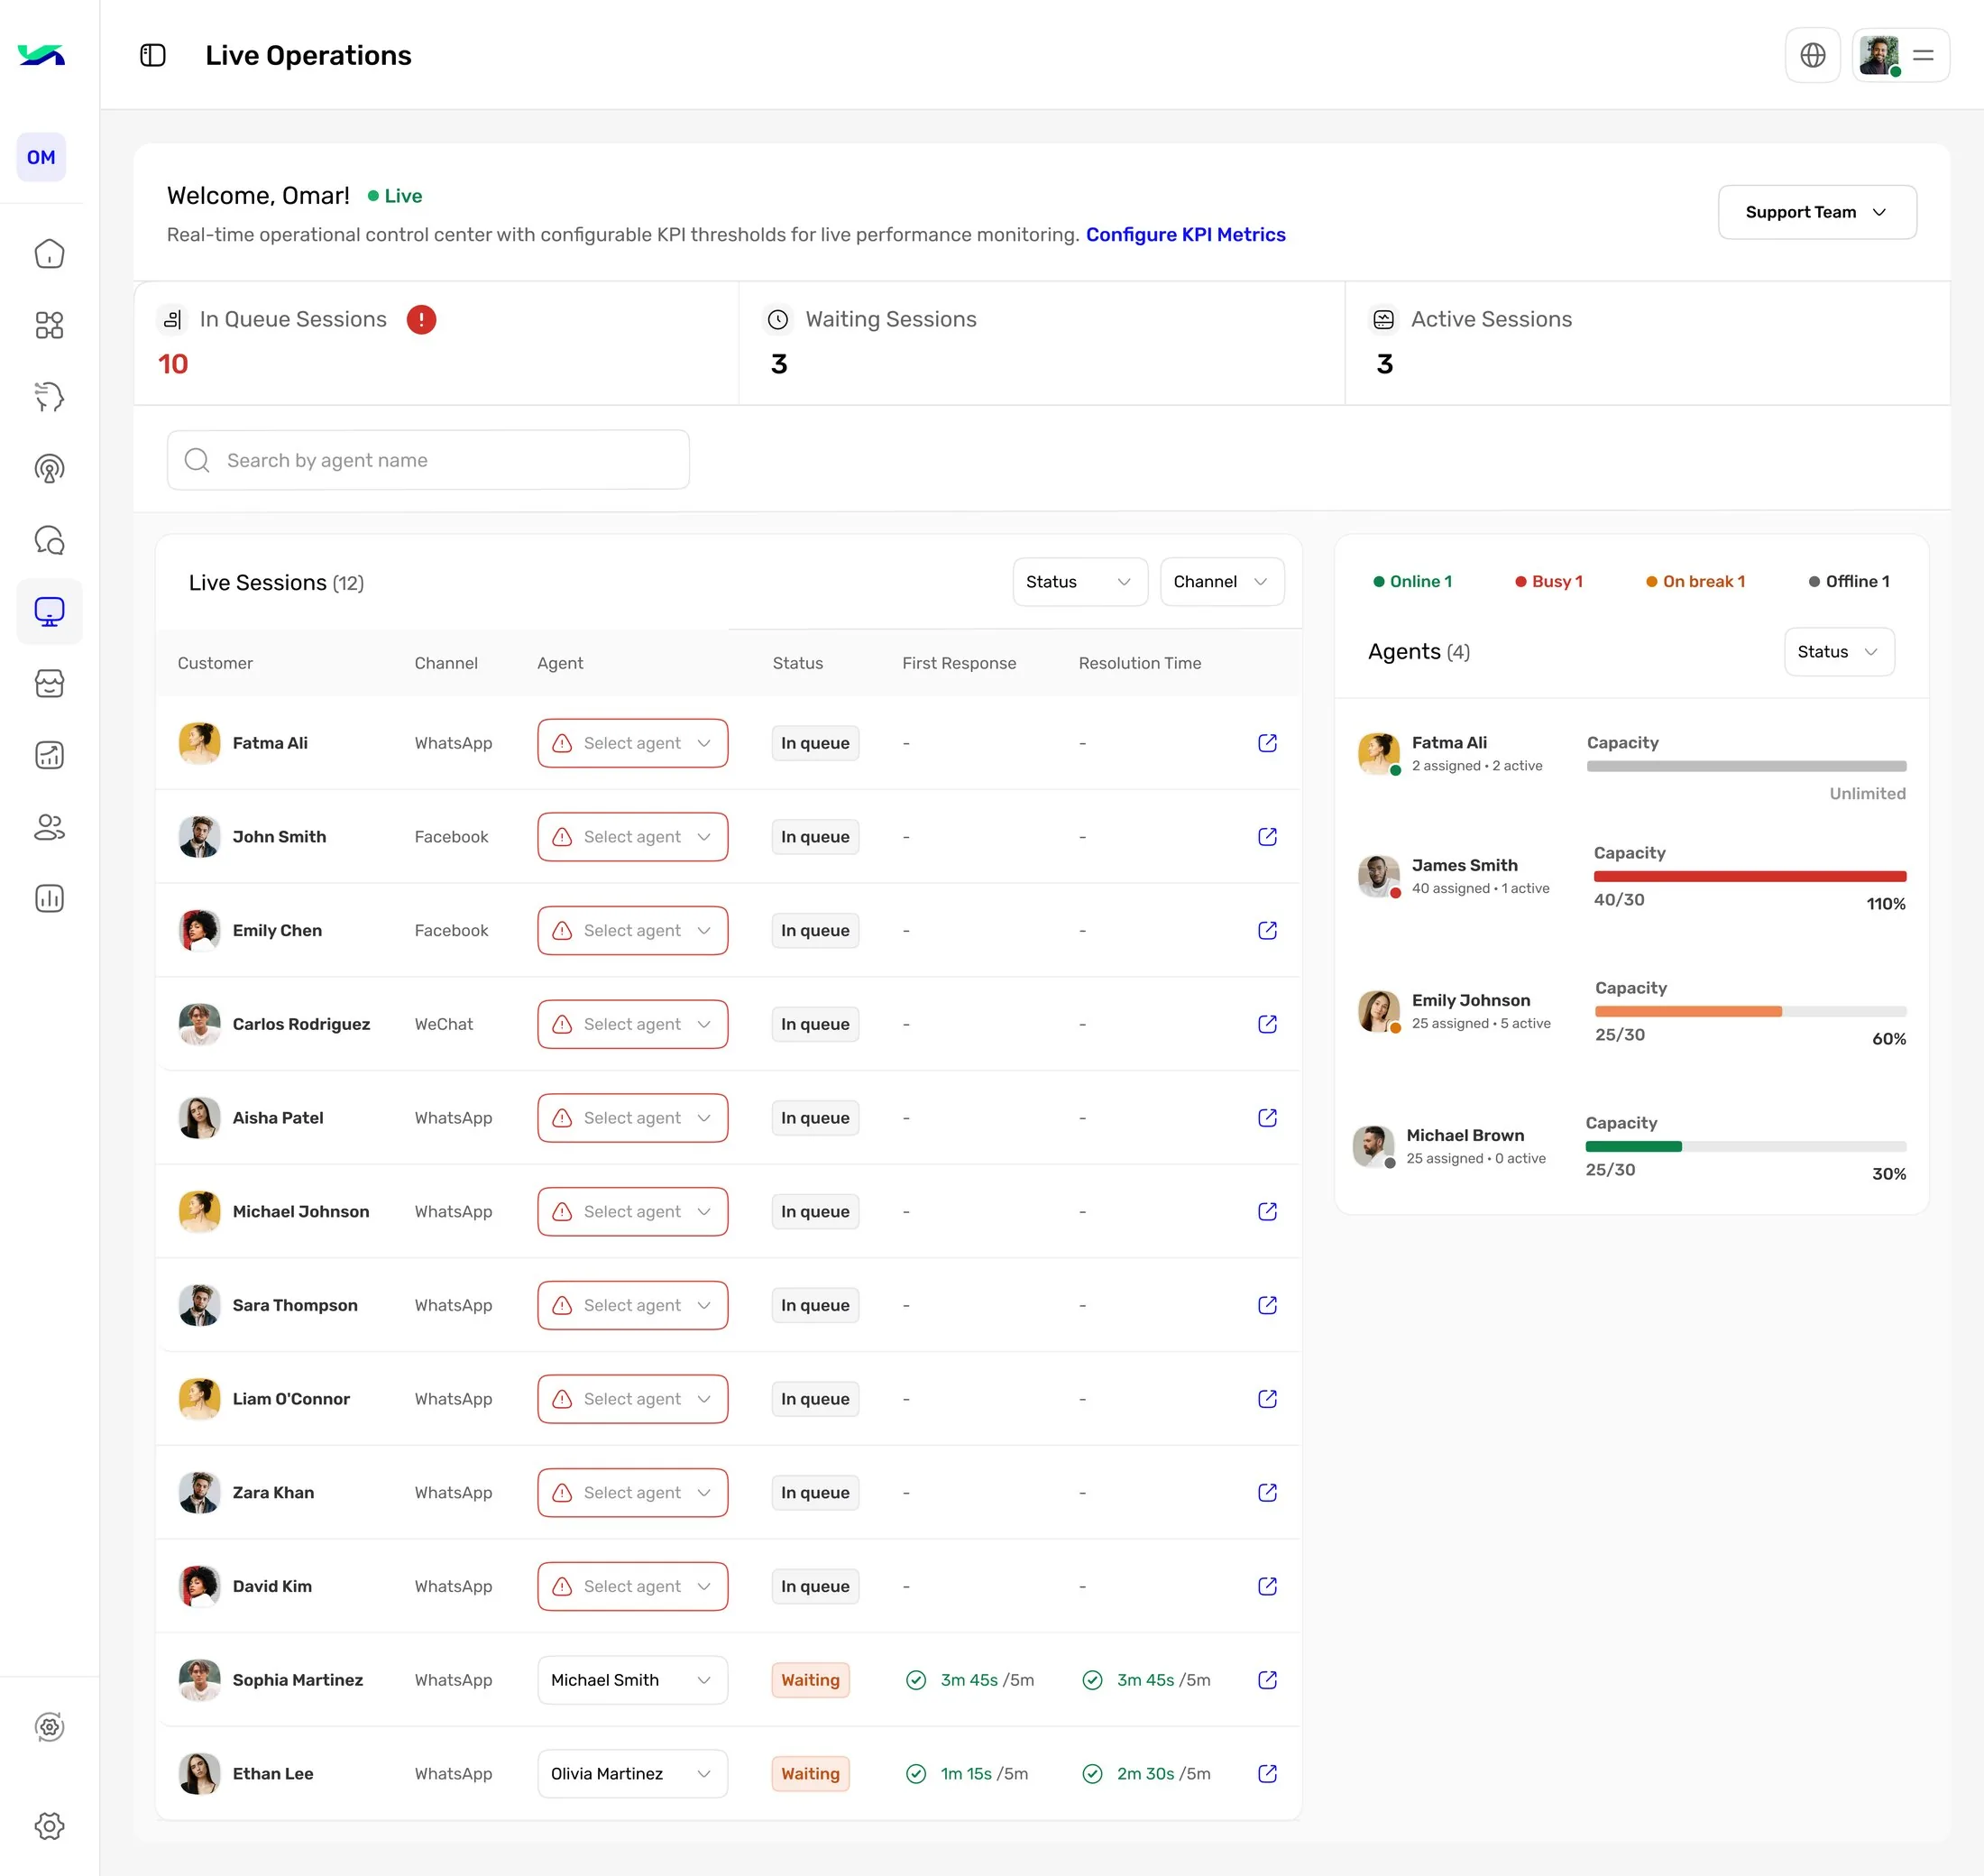 Live Operations
OM
Welcome, Omar! Live
Real-time operational control center with configurable KPI thresholds for live performance monitoring. Configure KPI Metrics
Support Team
In Queue Sessions !
10
Waiting Sessions
3
Active Sessions
3
Search by agent name
Live Sessions (12)
Status
Channel
Customer Channel Agent Status First Response Resolution Time
Fatma Ali WhatsApp Select agent In queue - -
John Smith Facebook Select agent In queue - -
Emily Chen Facebook Select agent In queue - -
Carlos Rodriguez WeChat Select agent In queue - -
Aisha Patel WhatsApp Select agent In queue - -
Michael Johnson WhatsApp Select agent In queue - -
Sara Thompson WhatsApp Select agent In queue - -
Liam O'Connor WhatsApp Select agent In queue - -
Zara Khan WhatsApp Select agent In queue - -
David Kim WhatsApp Select agent In queue - -
Sophia Martinez WhatsApp Michael Smith Waiting 3m 45s /5m 3m 45s /5m
Ethan Lee WhatsApp Olivia Martinez Waiting 1m 15s /5m 2m 30s /5m
Online 1 Busy 1 On break 1 Offline 1
Agents (4)
Status
Fatma Ali
2 assigned • 2 active
Capacity
Unlimited
James Smith
40 assigned • 1 active
Capacity
40/30
110%
Emily Johnson
25 assigned • 5 active
Capacity
25/30
60%
Michael Brown
25 assigned • 0 active
Capacity
25/30
30%